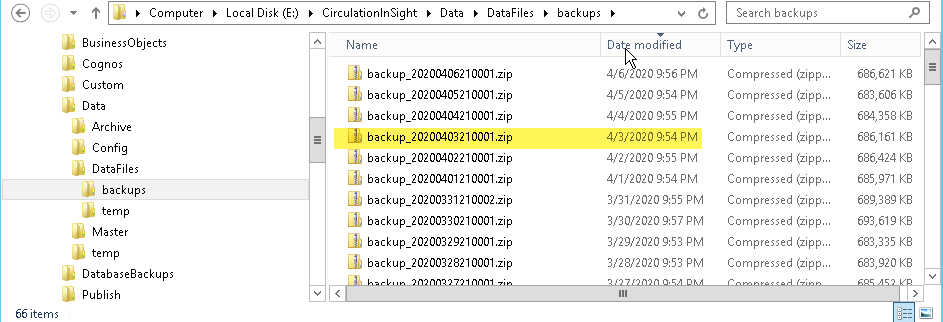 Computer ▸ Local Disk (E:) ▸ CirculationInSight ▸ Data ▸ DataFiles ▸ backups ▸
Search backups
BusinessObjects
Cognos
Custom
Data
Archive
Config
DataFiles
backups
temp
Master
temp
DatabaseBackups
Publish
Name Date modified Type Size
backup_20200406210001.zip 4/6/2020 9:56 PM Compressed (zipp... 686,621 KB
backup_20200405210001.zip 4/5/2020 9:54 PM Compressed (zipp... 683,606 KB
backup_20200404210001.zip 4/4/2020 9:55 PM Compressed (zipp... 684,358 KB
backup_20200403210001.zip 4/3/2020 9:54 PM Compressed (zipp... 686,161 KB
backup_20200402210001.zip 4/2/2020 9:55 PM Compressed (zipp... 686,424 KB
backup_20200401210001.zip 4/1/2020 9:54 PM Compressed (zipp... 685,971 KB
backup_20200331210002.zip 3/31/2020 9:55 PM Compressed (zipp... 689,389 KB
backup_20200330210001.zip 3/30/2020 9:57 PM Compressed (zipp... 693,619 KB
backup_20200329210001.zip 3/29/2020 9:53 PM Compressed (zipp... 683,335 KB
backup_20200328210001.zip 3/28/2020 9:53 PM Compressed (zipp... 683,920 KB
backup_20200327210001.zip 3/27/2020 9:54 PM Compressed (zipp... 685,452 KB
66 items